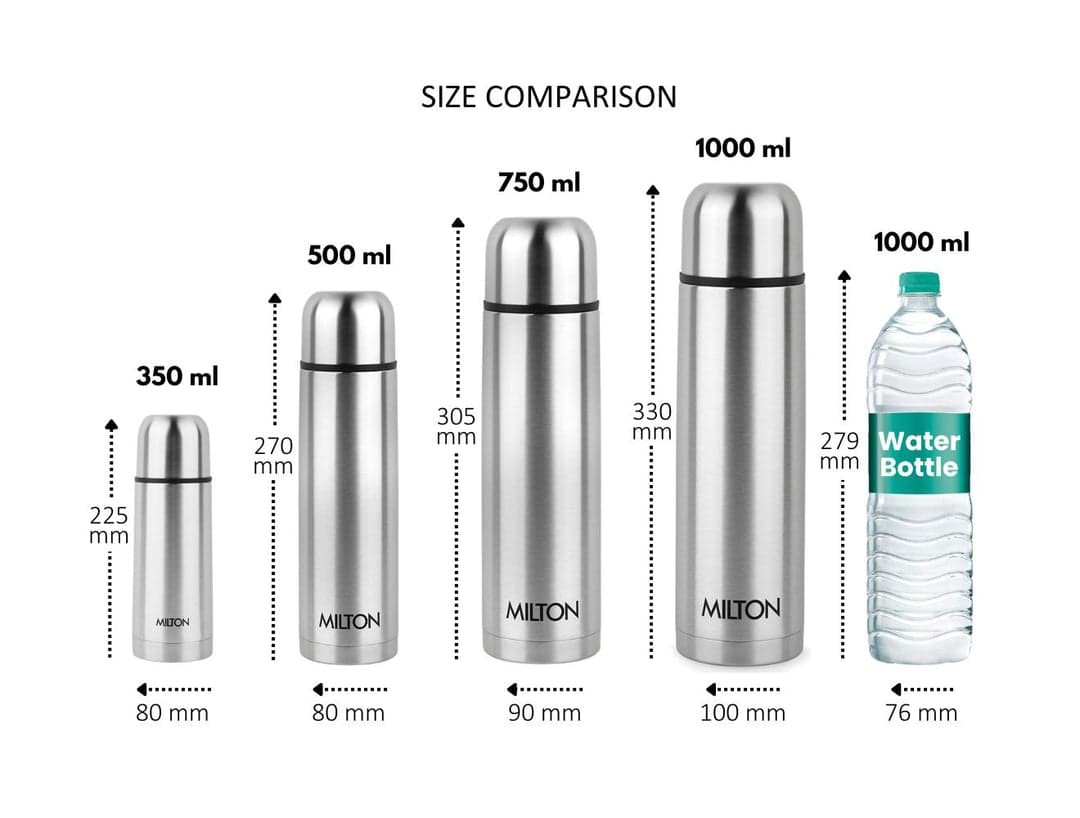 SIZE COMPARISON
350 ml
500 ml
750 ml
1000 ml
1000 ml
225
mm
270
mm
305
mm
330
mm
279
mm
MILTON
MILTON
MILTON
MILTON
Water
Bottle
80 mm
80 mm
90 mm
100 mm
76 mm